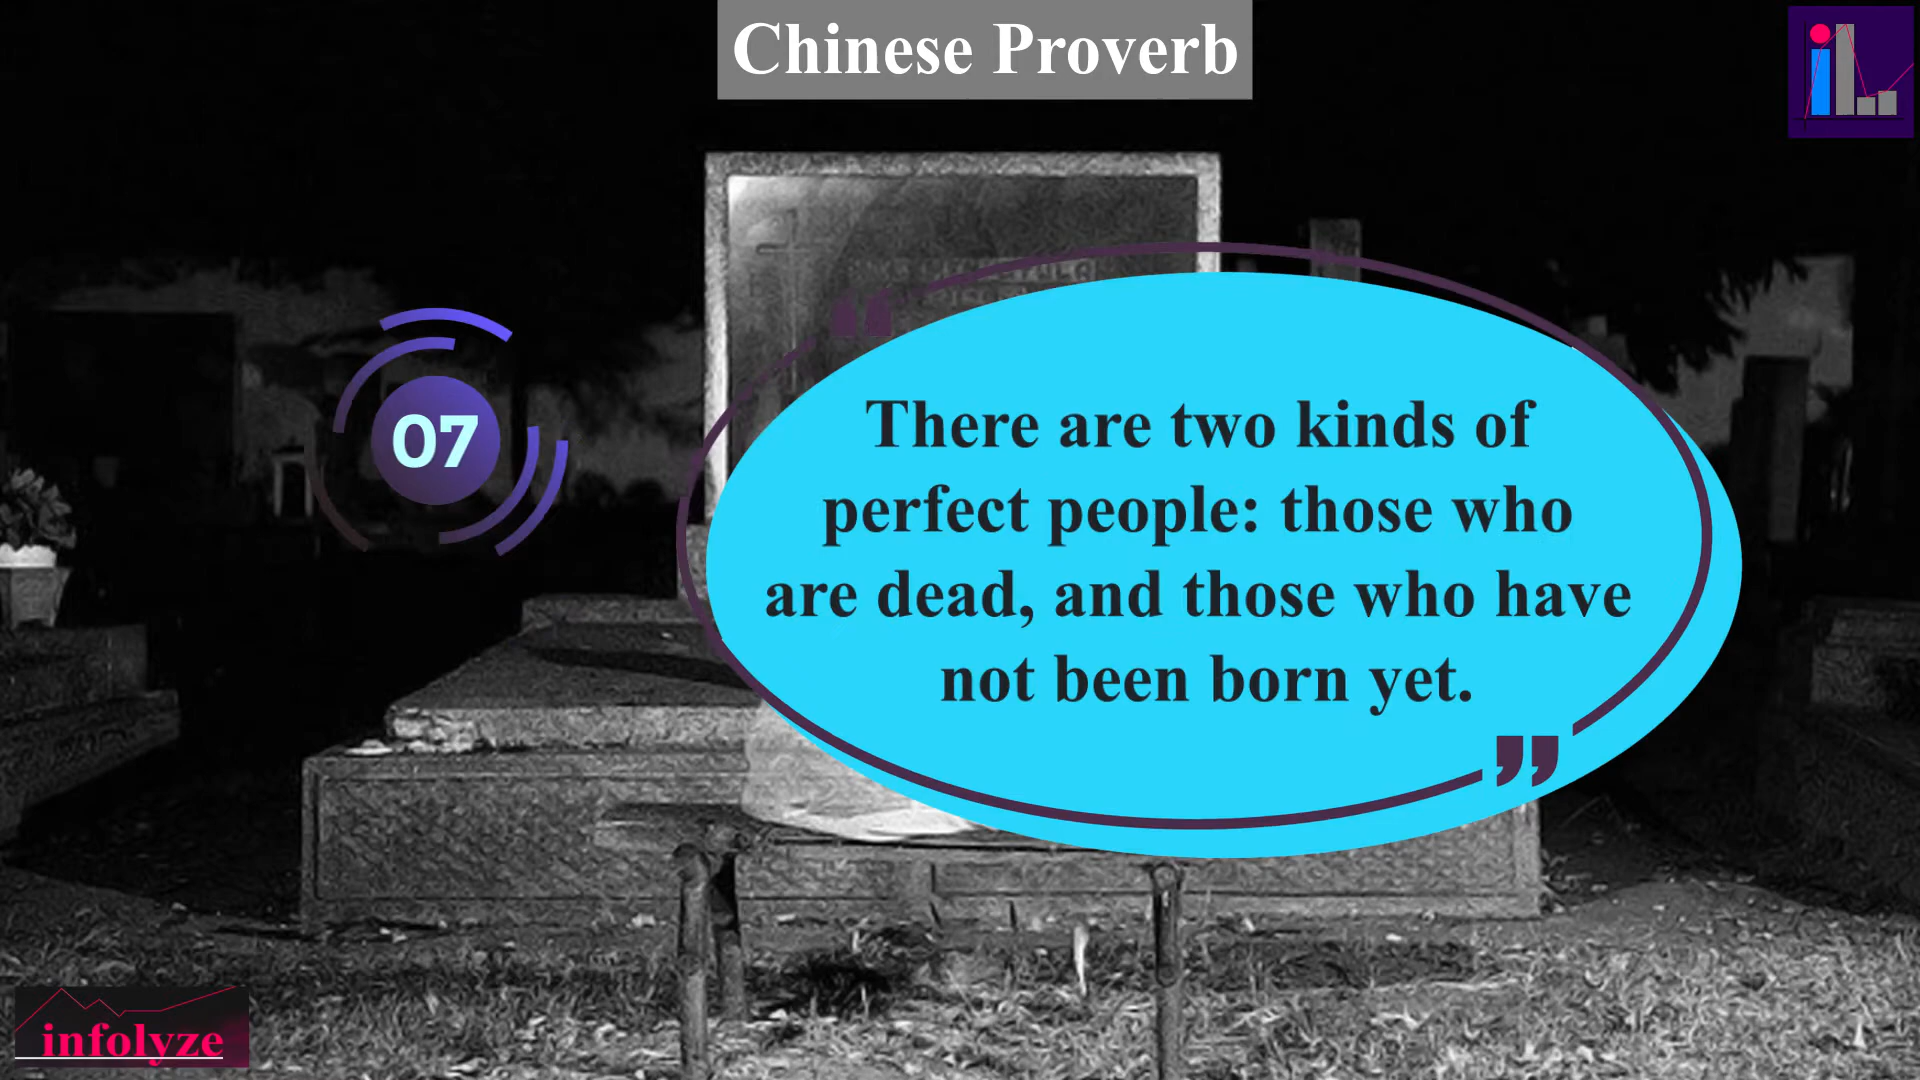 Chinese Proverb
07
There are two kinds of
perfect people: those who
are dead, and those who have
not been born yet.
infolyze